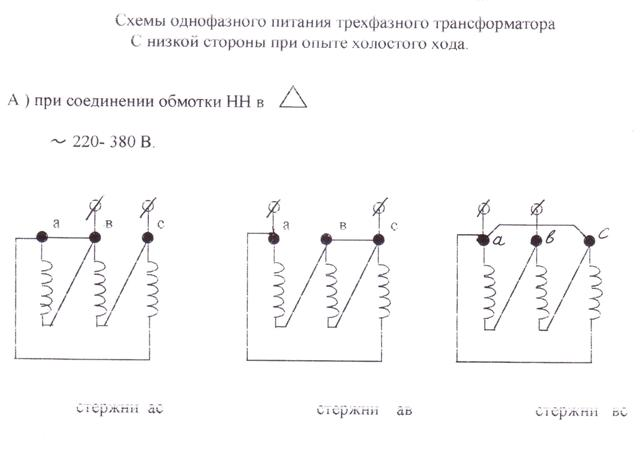 Схемы однофазного питания трехфазного трансформатора
С низкой стороны при опыте холостого хода.
А ) при соединении обмотки НН в
~ 220- 380 В.
а в с
а в с
а в с
стержни ас
стержни ав
стержни вс